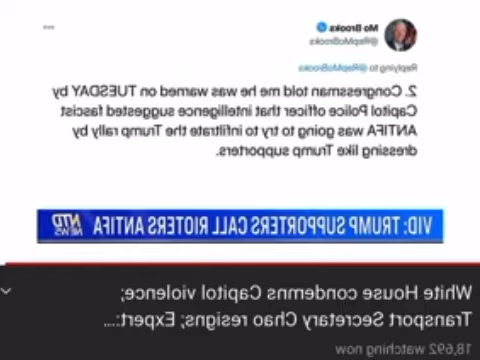 Mo Brooks
@RepMoBrooks
Replying to @RepMoBrooks
2. Congressman told me he was warned on TUESDAY by
Capitol Police officer that intelligence suggested fascist
ANTIFA was going to try to infiltrate the Trump rally by
dressing like Trump supporters.
VID: TRUMP SUPPORTERS CALL RIOTERS ANTIFA
NTD
NEWS
White House condemns Capitol violence;
Transport Secretary Chao resigns; Expert:...
18,692 watching now